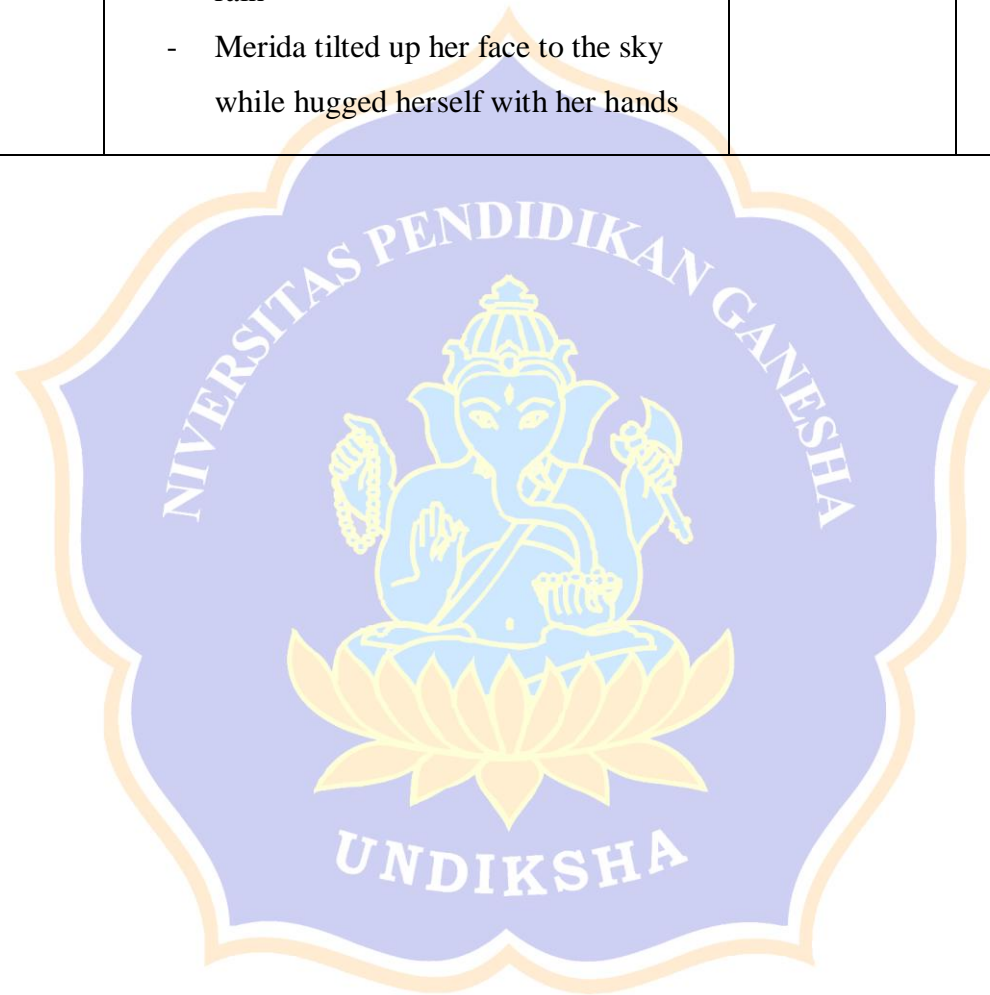 - Merida tilted up her face to the sky
while hugged herself with her hands
NIVERSITAS PENDIDIKAN GANESHA
UNDIKSHA